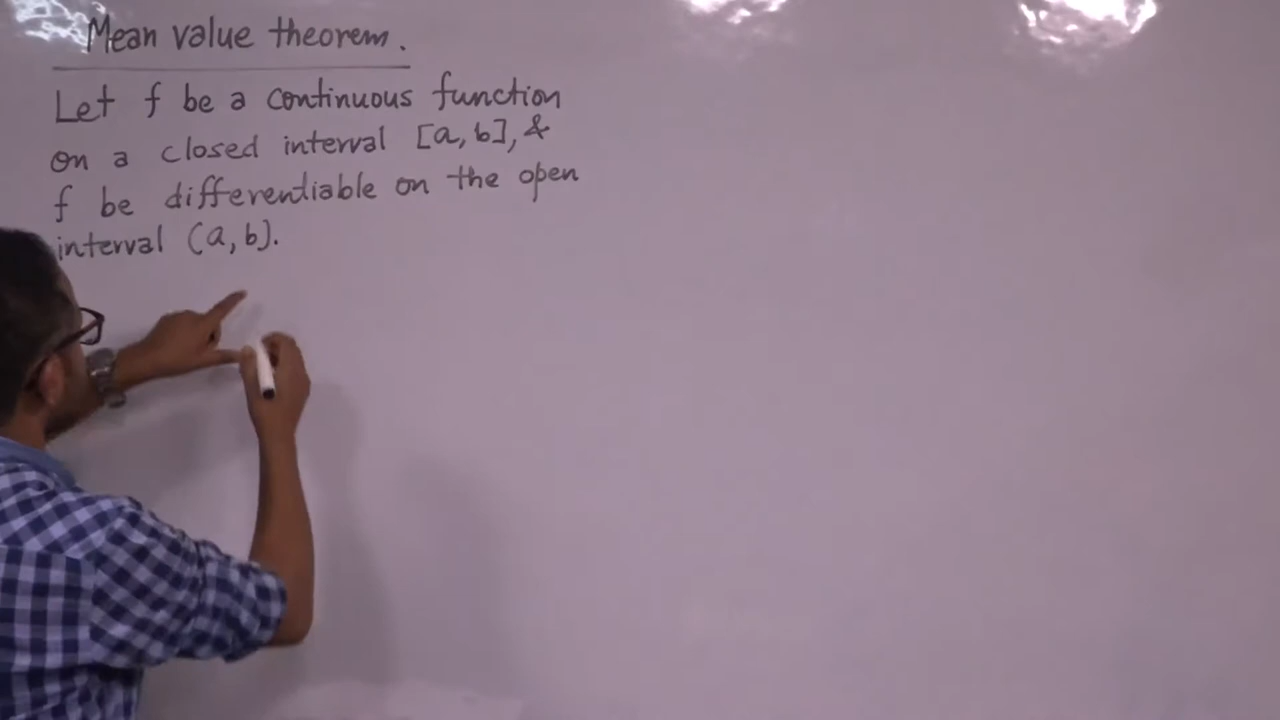 Mean value theorem.
Let f be a continuous function
on a closed interval [a, b], &
f be differentiable on the open
interval (a, b].